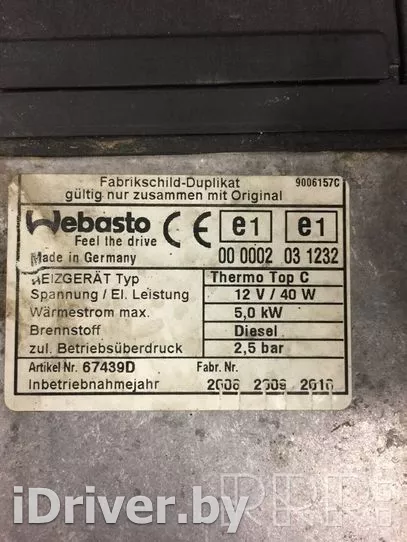 Fabrikschild-Duplikat 9006157C
gültig nur zusammen mit Original
Webasto CE e1 e1
Feel the drive
Made in Germany 00 0002 03 1232
HEIZGERÄT Typ Thermo Top C
Spannung / El. Leistung 12 V / 40 W
Wärmestrom max. 5,0 kW
Brennstoff Diesel
zul. Betriebsüberdruck 2,5 bar
Artikel Nr. 67439D Fabr. Nr.
Inbetriebnahmejahr 2008 2009 2010
RRR
iDriver.by